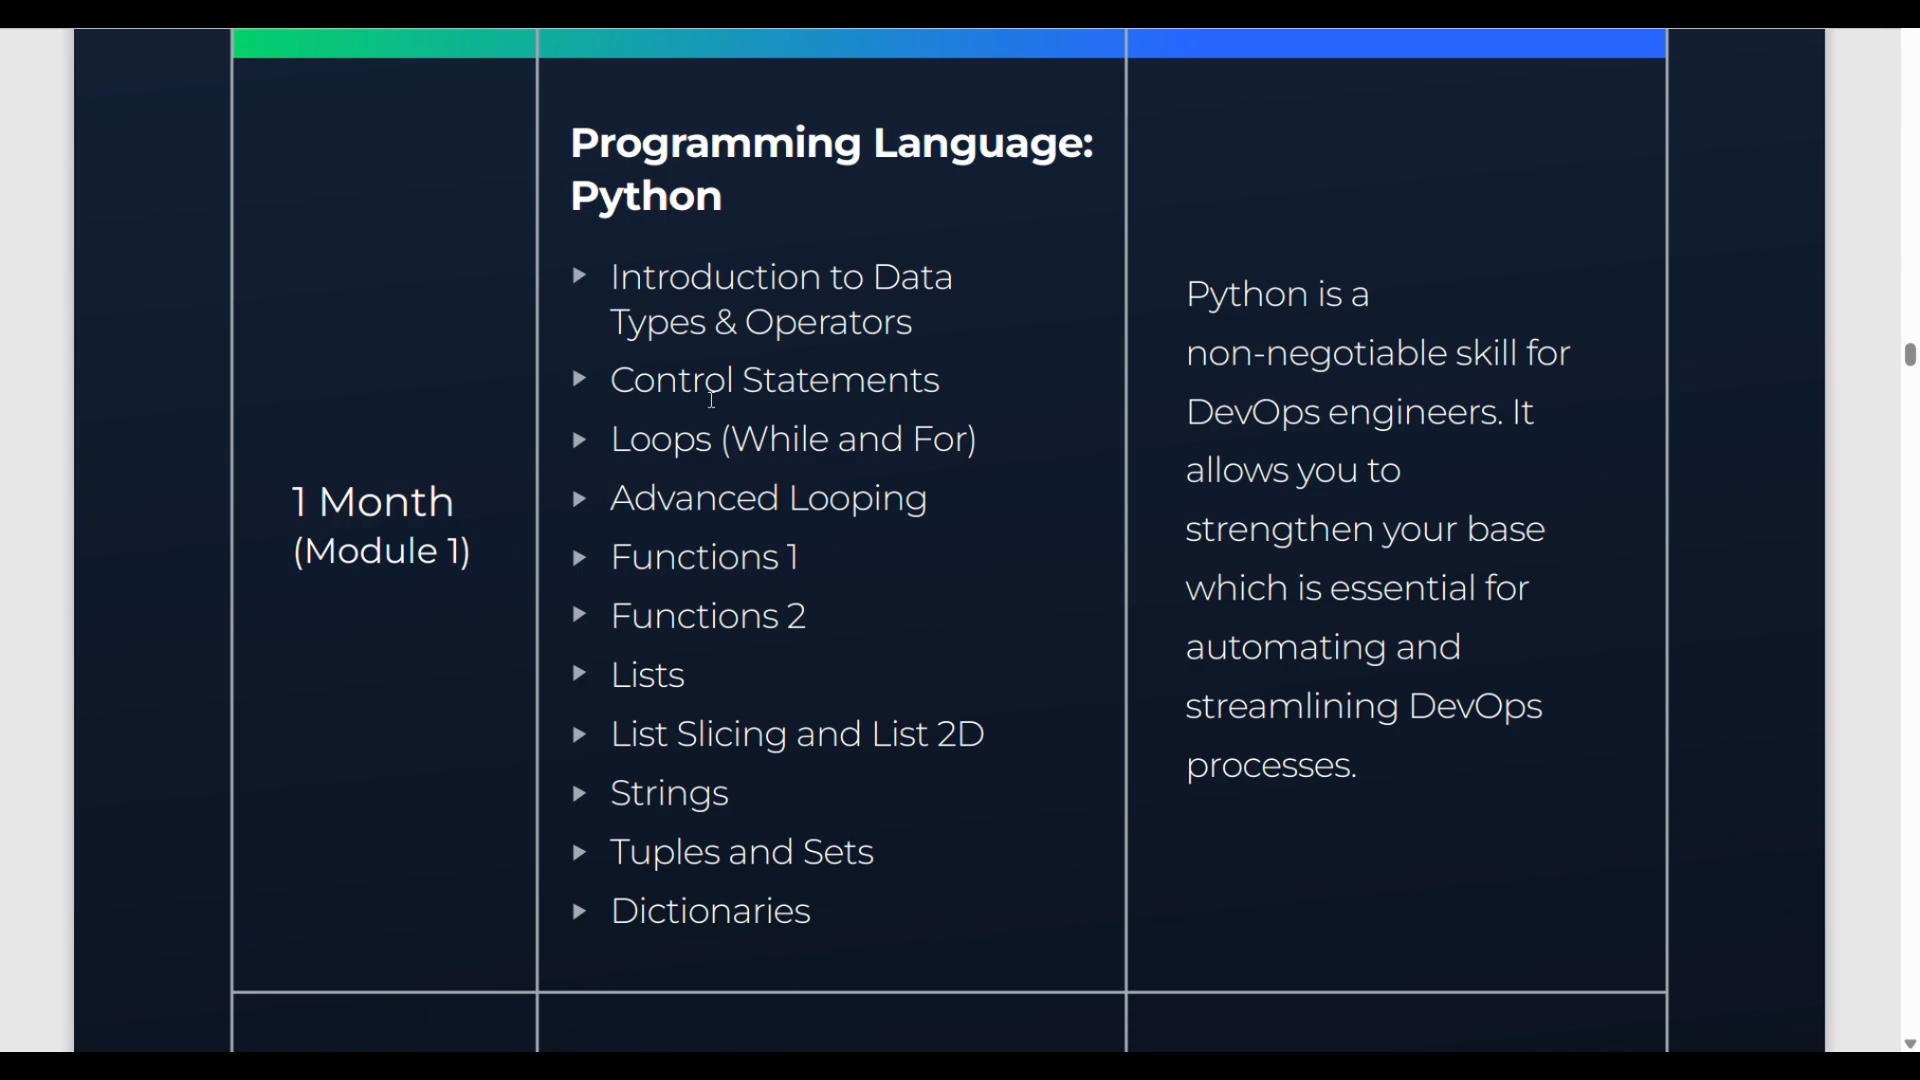 1 Month
(Module 1)
Programming Language:
Python
Introduction to Data
Types & Operators
Control Statements
Loops (While and For)
Advanced Looping
Functions 1
Functions 2
Lists
List Slicing and List 2D
Strings
Tuples and Sets
Dictionaries
Python is a
non-negotiable skill for
DevOps engineers. It
allows you to
strengthen your base
which is essential for
automating and
streamlining DevOps
processes.